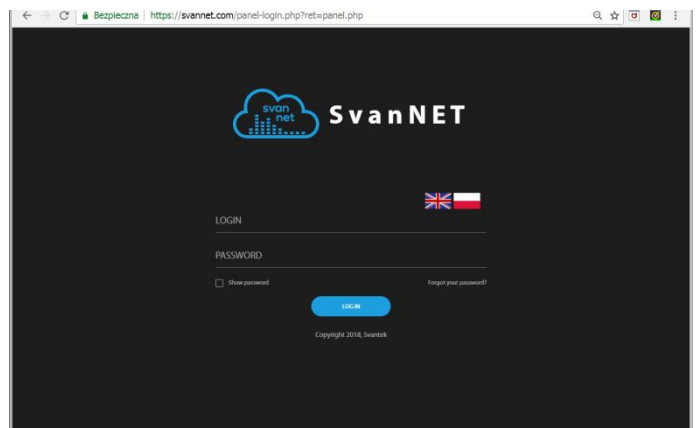 Bezpieczna | https://svannet.com/panel-login.php?ret=panel.php
svan
net
SvanNET
LOGIN
PASSWORD
Show password
Forgot your password?
LOG IN
Copyright 2018, Svantek